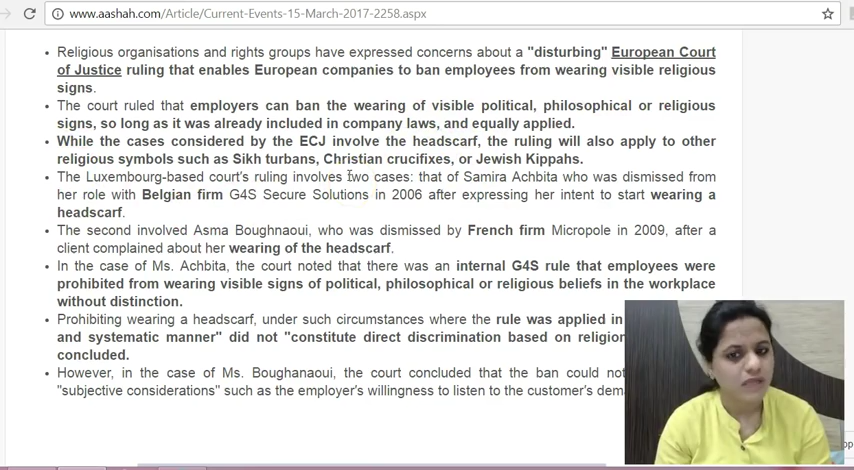 www.aashah.com/Article/Current-Events-15-March-2017-2258.aspx
Religious organisations and rights groups have expressed concerns about a "disturbing" European Court
of Justice ruling that enables European companies to ban employees from wearing visible religious
signs.
The court ruled that employers can ban the wearing of visible political, philosophical or religious
signs, so long as it was already included in company laws, and equally applied.
While the cases considered by the ECJ involve the headscarf, the ruling will also apply to other
religious symbols such as Sikh turbans, Christian crucifixes, or Jewish Kippahs.
The Luxembourg-based court's ruling involves two cases: that of Samira Achbita who was dismissed from
her role with Belgian firm G4S Secure Solutions in 2006 after expressing her intent to start wearing a
headscarf.
The second involved Asma Boughnaoui, who was dismissed by French firm Micropole in 2009, after a
client complained about her wearing of the headscarf.
In the case of Ms. Achbita, the court noted that there was an internal G4S rule that employees were
prohibited from wearing visible signs of political, philosophical or religious beliefs in the workplace
without distinction.
Prohibiting wearing a headscarf, under such circumstances where the rule was applied in
and systematic manner" did not "constitute direct discrimination based on religion
concluded.
However, in the case of Ms. Boughanaoui, the court concluded that the ban could not
"subjective considerations" such as the employer's willingness to listen to the customer's